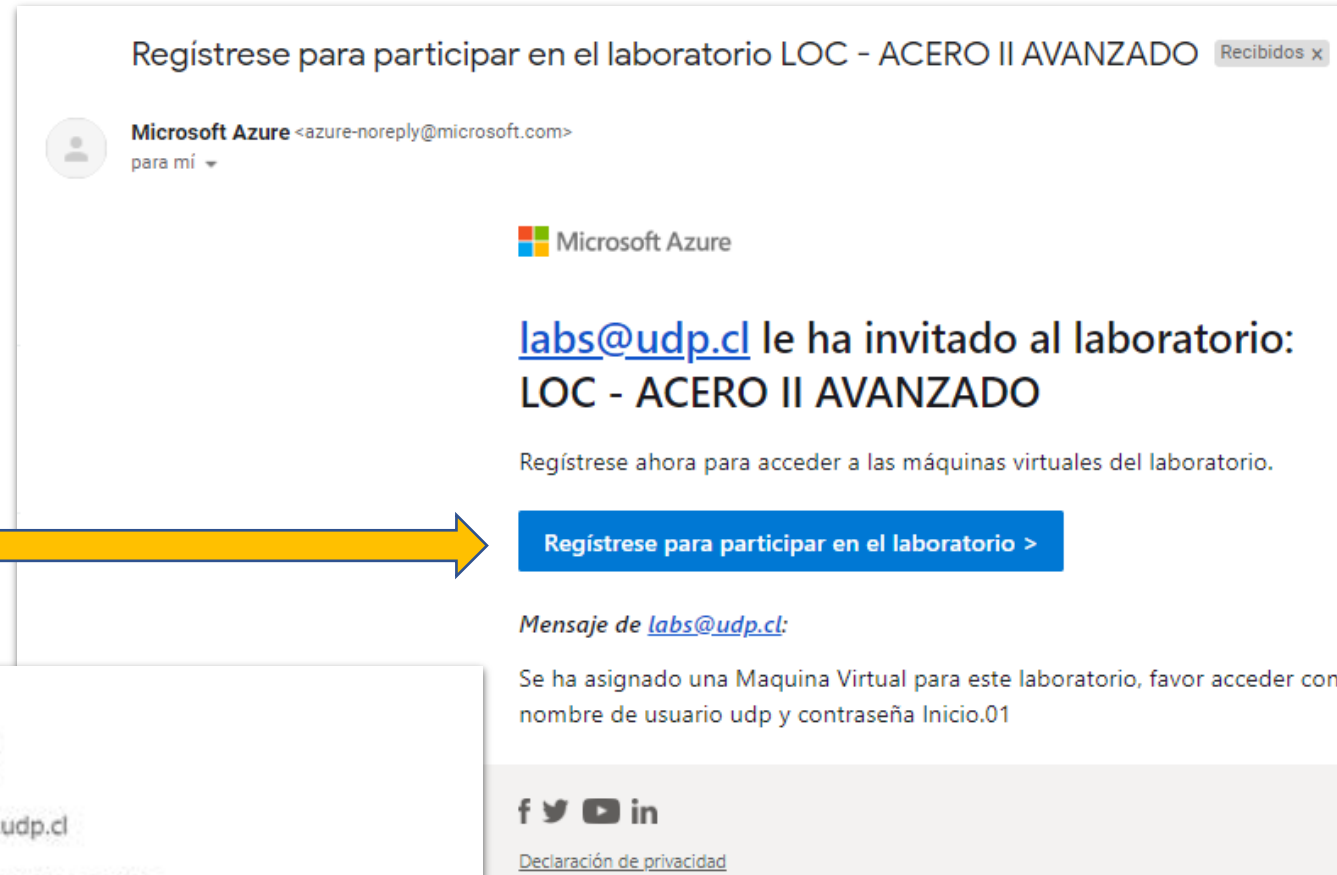 Regístrese para participar en el laboratorio LOC - ACERO II AVANZADO Recibidos x
Microsoft Azure <azure-noreply@microsoft.com>
para mí
Microsoft Azure
labs@udp.cl le ha invitado al laboratorio:
LOC - ACERO II AVANZADO
Regístrese ahora para acceder a las máquinas virtuales del laboratorio.
Regístrese para participar en el laboratorio >
Mensaje de labs@udp.cl:
Se ha asignado una Maquina Virtual para este laboratorio, favor acceder con
nombre de usuario udp y contraseña Inicio.01
udp.cl
f in
Declaración de privacidad